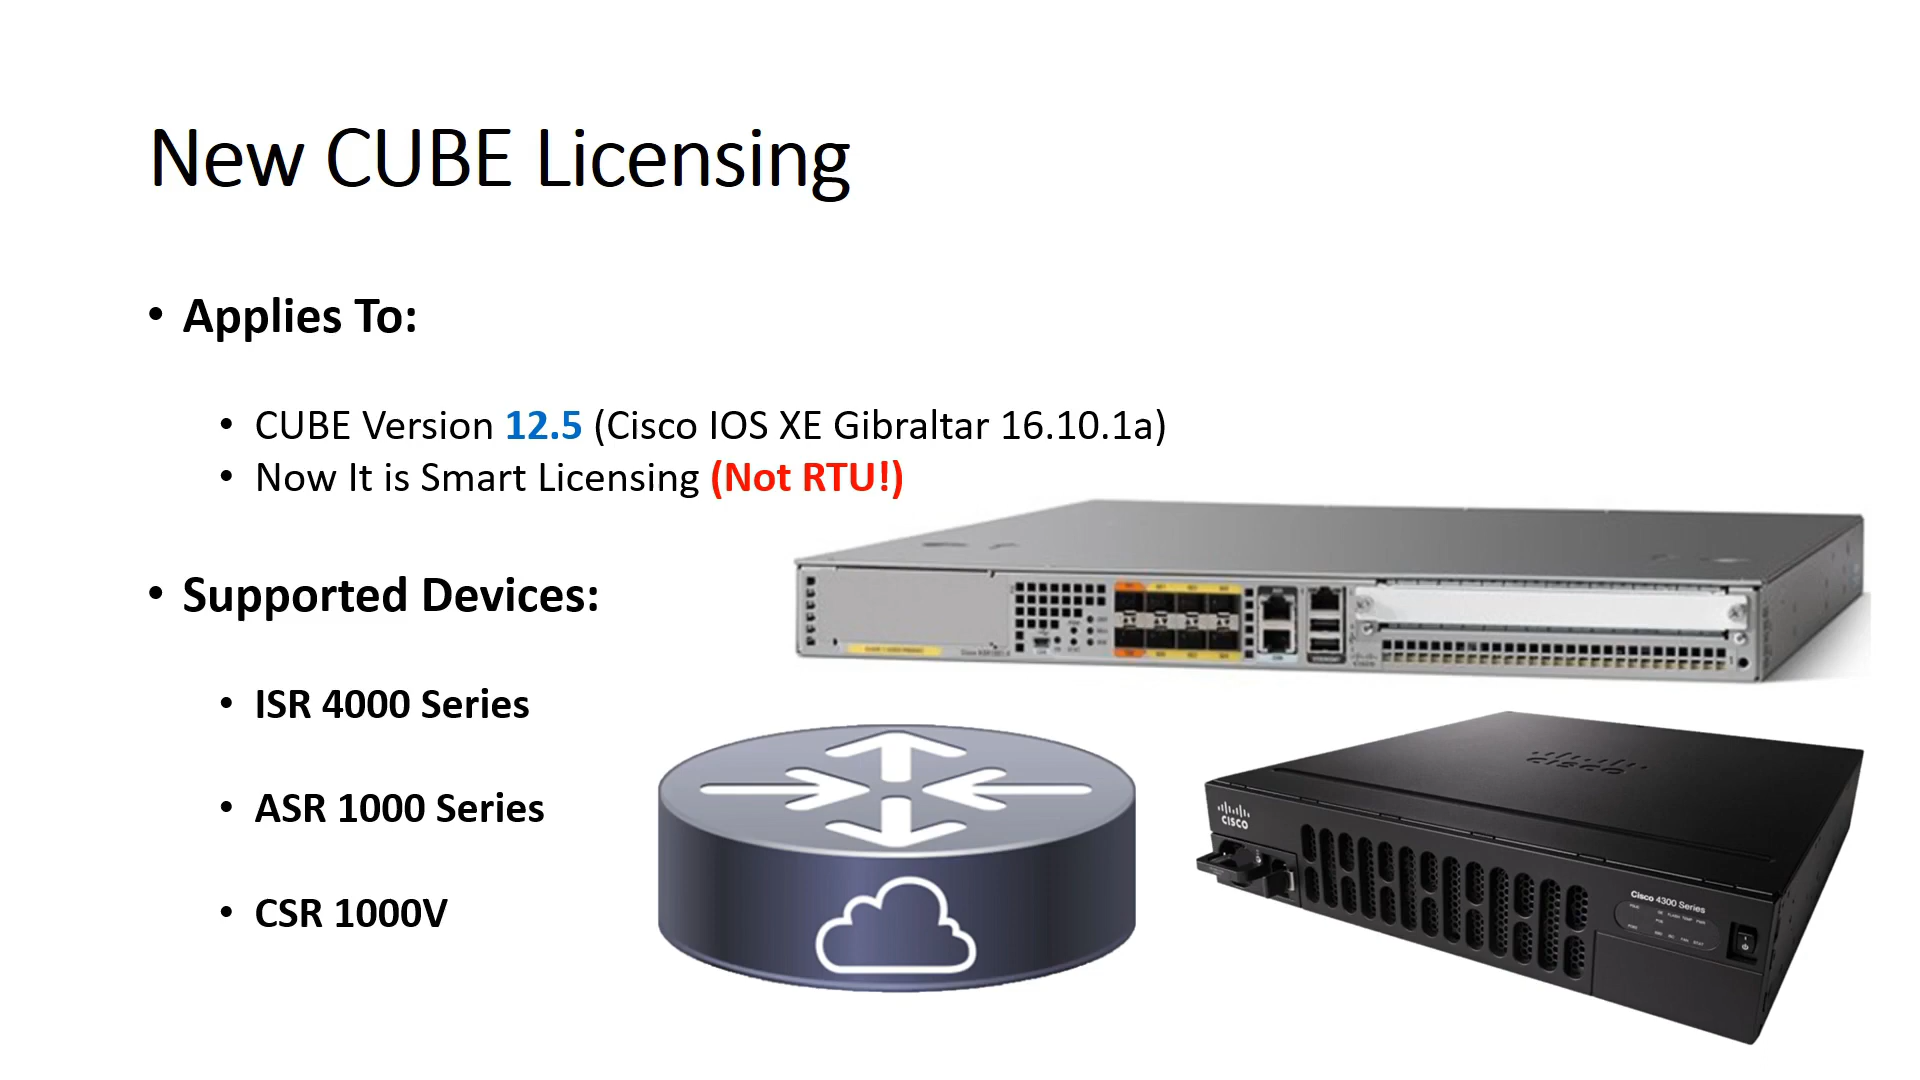 New CUBE Licensing
• Applies To:
• CUBE Version 12.5 (Cisco IOS XE Gibraltar 16.10.1a)
• Now It is Smart Licensing (Not RTU!)
• Supported Devices:
• ISR 4000 Series
• ASR 1000 Series
• CSR 1000V
cisco
CISCO
Cisco 4300 Series